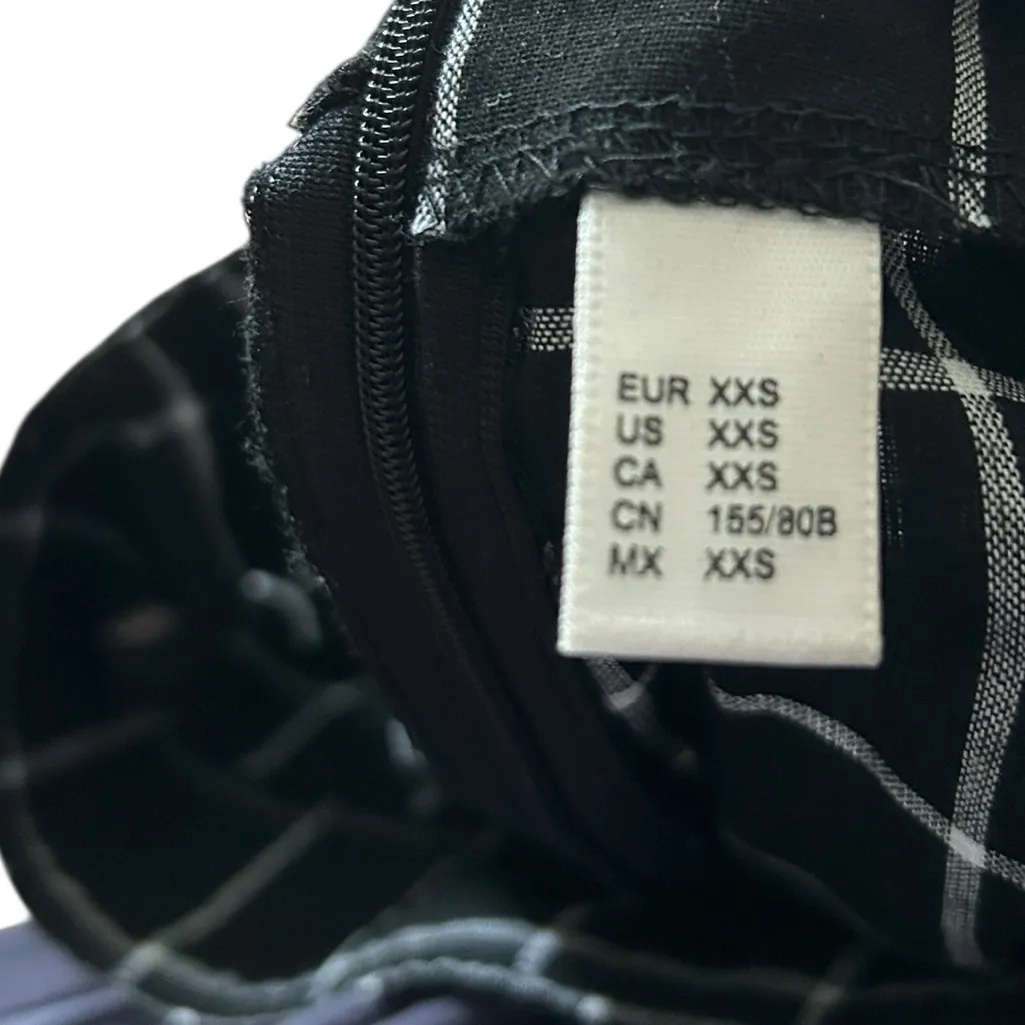 EUR XXS
US XXS
CA XXS
CN 155/80B
MX XXS